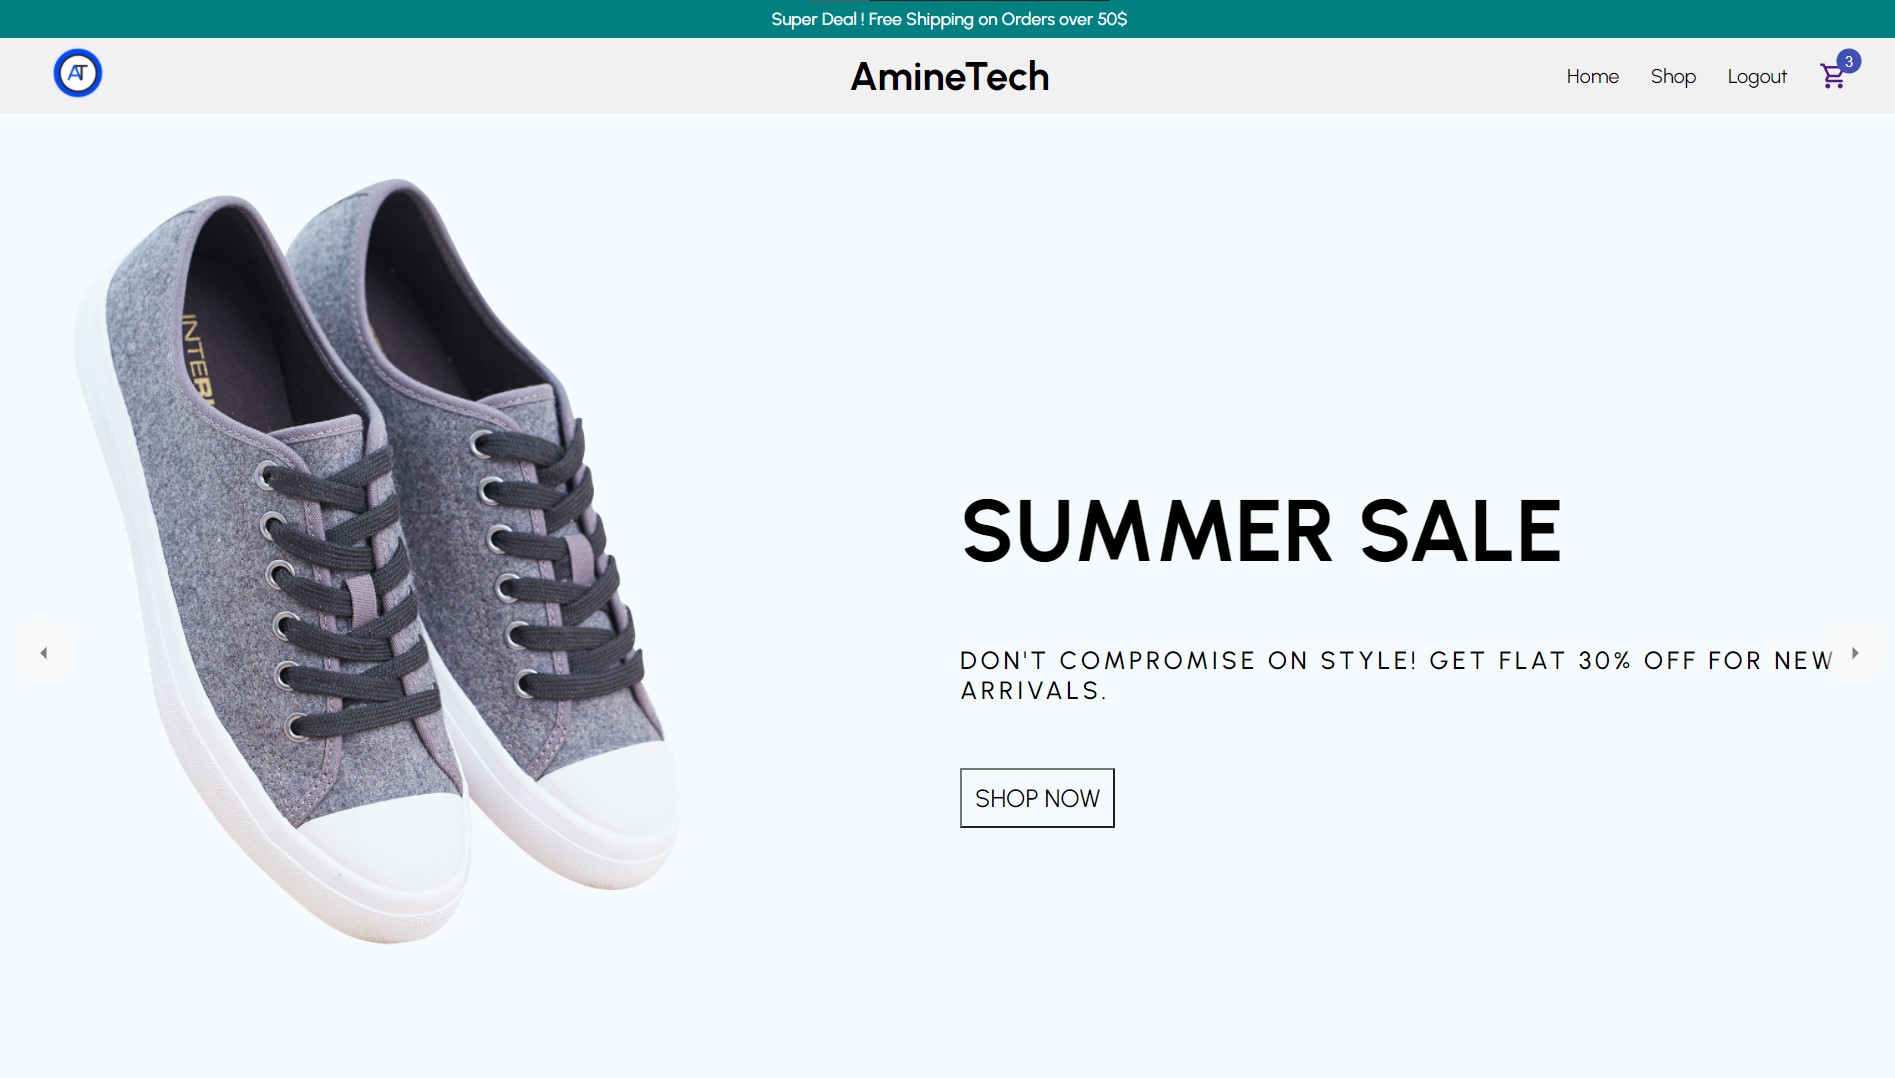 Super Deal ! Free Shipping on Orders over 50$
AT
AmineTech
Home
Shop
Logout
3
INTER
SUMMER SALE
DON'T COMPROMISE ON STYLE! GET FLAT 30% OFF FOR NEW
ARRIVALS.
SHOP NOW